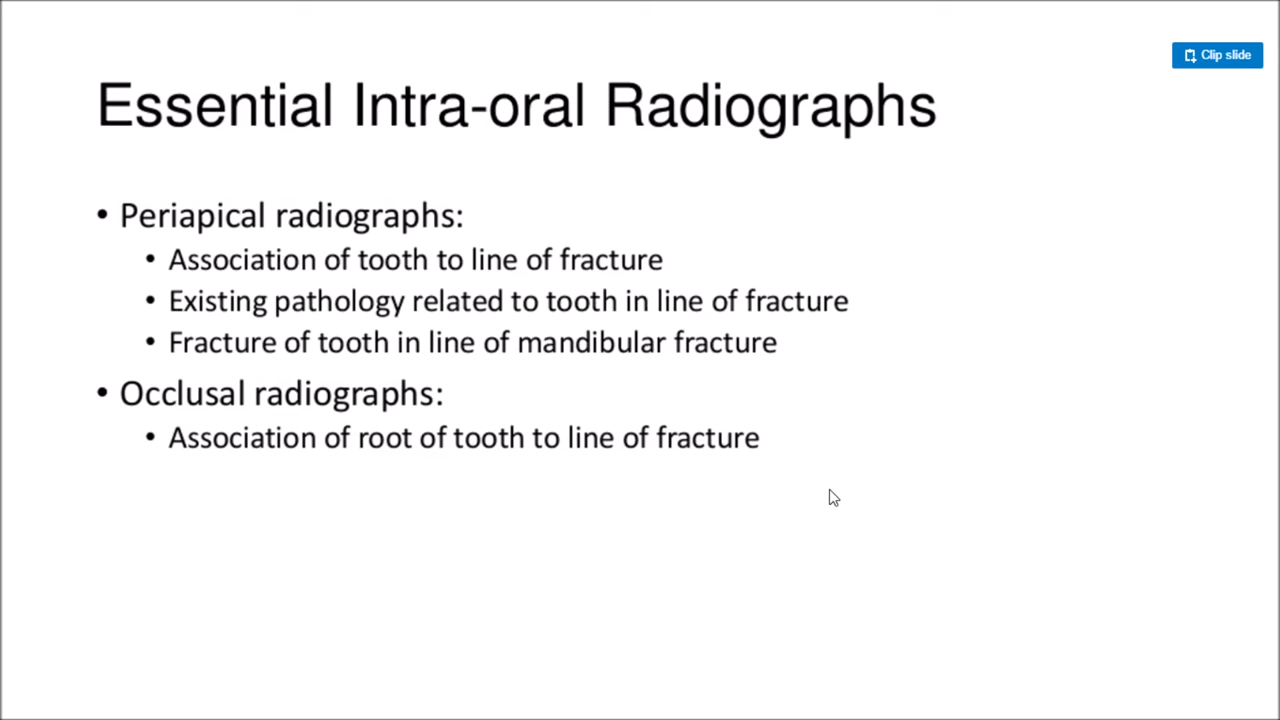 Clip slide
Essential Intra-oral Radiographs
• Periapical radiographs:
• Association of tooth to line of fracture
• Existing pathology related to tooth in line of fracture
• Fracture of tooth in line of mandibular fracture
• Occlusal radiographs:
• Association of root of tooth to line of fracture